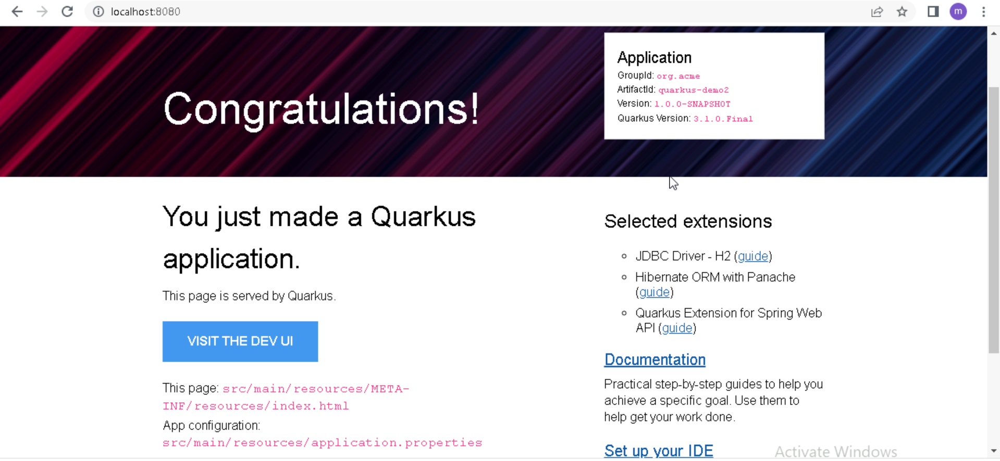 localhost:8080
m
Application
GroupId: org.acme
ArtifactId: quarkus-demo2
Version: 1.0.0-SNAPSHOT
Quarkus Version: 3.1.0.Final
Congratulations!
You just made a Quarkus
application.
This page is served by Quarkus.
VISIT THE DEV UI
This page: src/main/resources/META-
INF/resources/index.html
App configuration:
src/main/resources/application.properties
Selected extensions
JDBC Driver - H2 (guide)
Hibernate ORM with Panache
(guide)
Quarkus Extension for Spring Web
API (guide)
Documentation
Practical step-by-step guides to help you
achieve a specific goal. Use them to
help get your work done.
Set up your IDE
Activate Windows